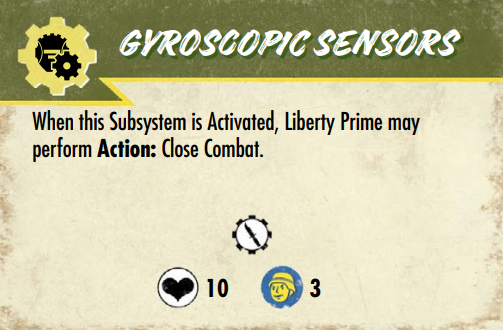 GYROSCOPIC SENSORS
When this Subsystem is Activated, Liberty Prime may
perform Action: Close Combat.
10 3